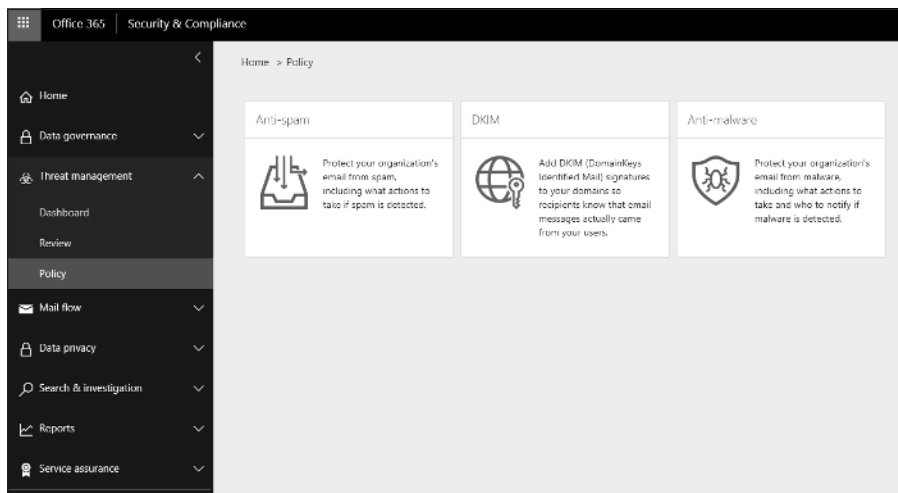 Office 365 Security & Compliance
Home > Policy
Home
Data governance
Threat management
Dashboard
Review
Policy
Mail flow
Data privacy
Search & investigation
Reports
Service assurance
Anti-spam
Protect your organization's
email from spam,
including what actions to
take if spam is detected.
DKIM
Add DKIM (DomainKeys
Identified Mail) signatures
to your domains so
recipients know that email
messages actually came
from your users.
Anti-malware
Protect your organization's
email from malware,
including what actions to
take and who to notify if
malware is detected.